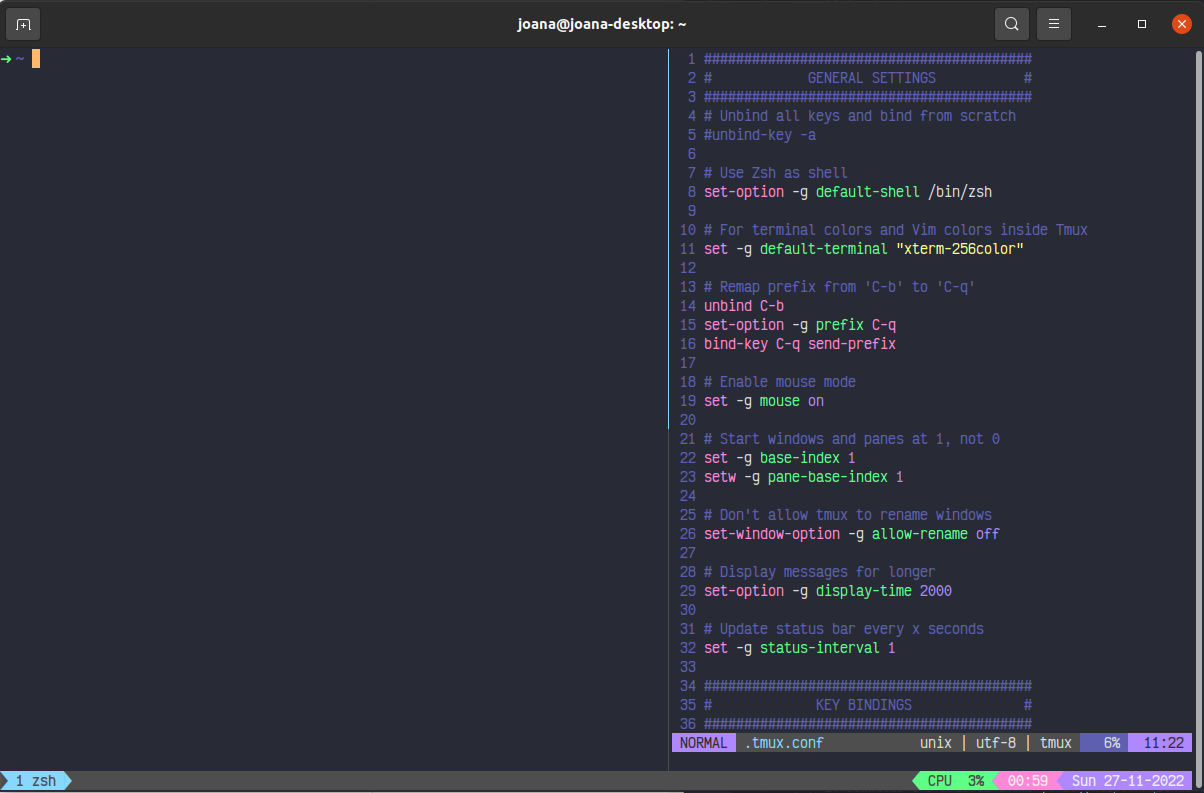 joana@joana-desktop: ~
➜ ~
1 #########################################
2 #            GENERAL SETTINGS           #
3 #########################################
4 # Unbind all keys and bind from scratch
5 #unbind-key -a
6
7 # Use Zsh as shell
8 set-option -g default-shell /bin/zsh
9
10 # For terminal colors and Vim colors inside Tmux
11 set -g default-terminal "xterm-256color"
12
13 # Remap prefix from 'C-b' to 'C-q'
14 unbind C-b
15 set-option -g prefix C-q
16 bind-key C-q send-prefix
17
18 # Enable mouse mode
19 set -g mouse on
20
21 # Start windows and panes at 1, not 0
22 set -g base-index 1
23 setw -g pane-base-index 1
24
25 # Don't allow tmux to rename windows
26 set-window-option -g allow-rename off
27
28 # Display messages for longer
29 set-option -g display-time 2000
30
31 # Update status bar every x seconds
32 set -g status-interval 1
33
34 #########################################
35 #             KEY BINDINGS              #
36 #########################################
NORMAL .tmux.conf unix | utf-8 | tmux 6% 11:22
1 zsh CPU 3% 00:59 Sun 27-11-2022